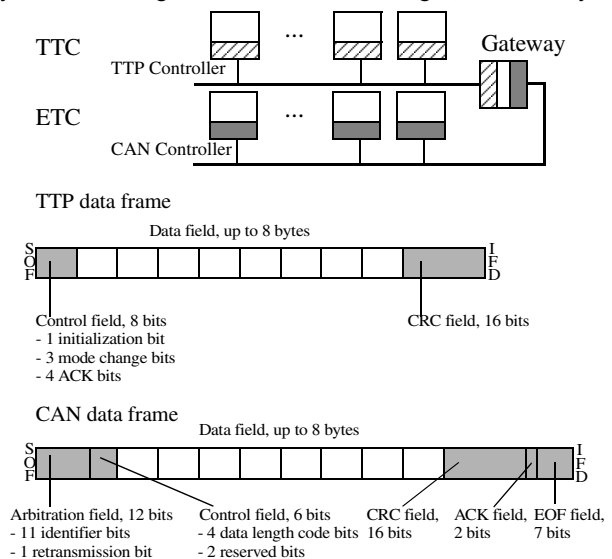 TTC
...
Gateway
TTP Controller
ETC
...
CAN Controller
TTP data frame
Data field, up to 8 bytes
SOF
IFD
Control field, 8 bits
- 1 initialization bit
- 3 mode change bits
- 4 ACK bits
CRC field, 16 bits
CAN data frame
Data field, up to 8 bytes
SOF
IFD
Arbitration field, 12 bits
- 11 identifier bits
- 1 retransmission bit
Control field, 6 bits
- 4 data length code bits
- 2 reserved bits
CRC field,
16 bits
ACK field,
2 bits
EOF field,
7 bits